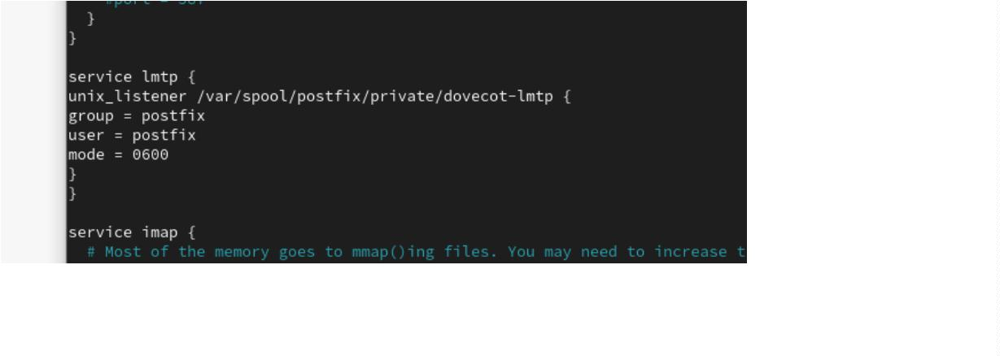 }
}
service lmtp {
unix_listener /var/spool/postfix/private/dovecot-lmtp {
group = postfix
user = postfix
mode = 0600
}
}
service imap {
# Most of the memory goes to mmap()ing files. You may need to increase t